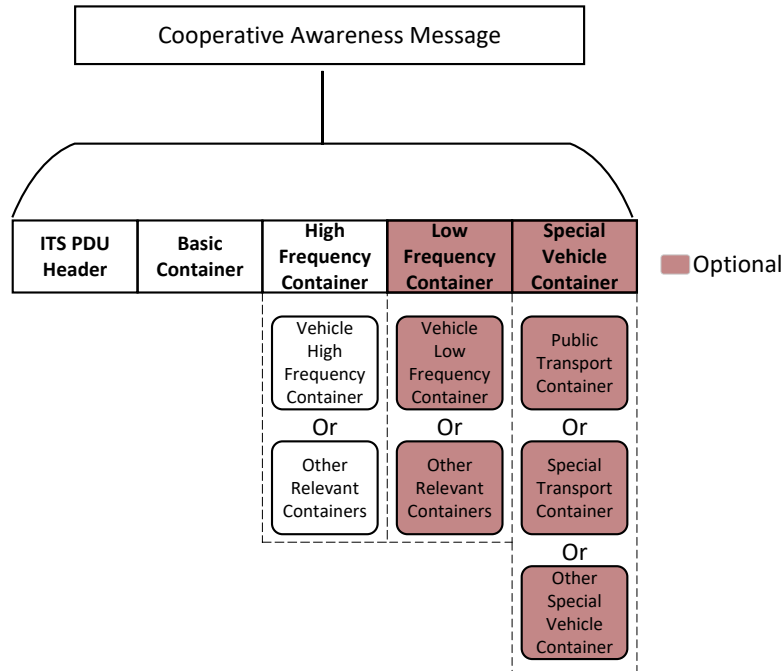 Cooperative Awareness Message
ITS PDU
Header
Basic
Container
High
Frequency
Container
Low
Frequency
Container
Special
Vehicle
Container
Optional
Vehicle
High
Frequency
Container
Or
Other
Relevant
Containers
Vehicle
Low
Frequency
Container
Or
Other
Relevant
Containers
Public
Transport
Container
Or
Special
Transport
Container
Or
Other
Special
Vehicle
Container